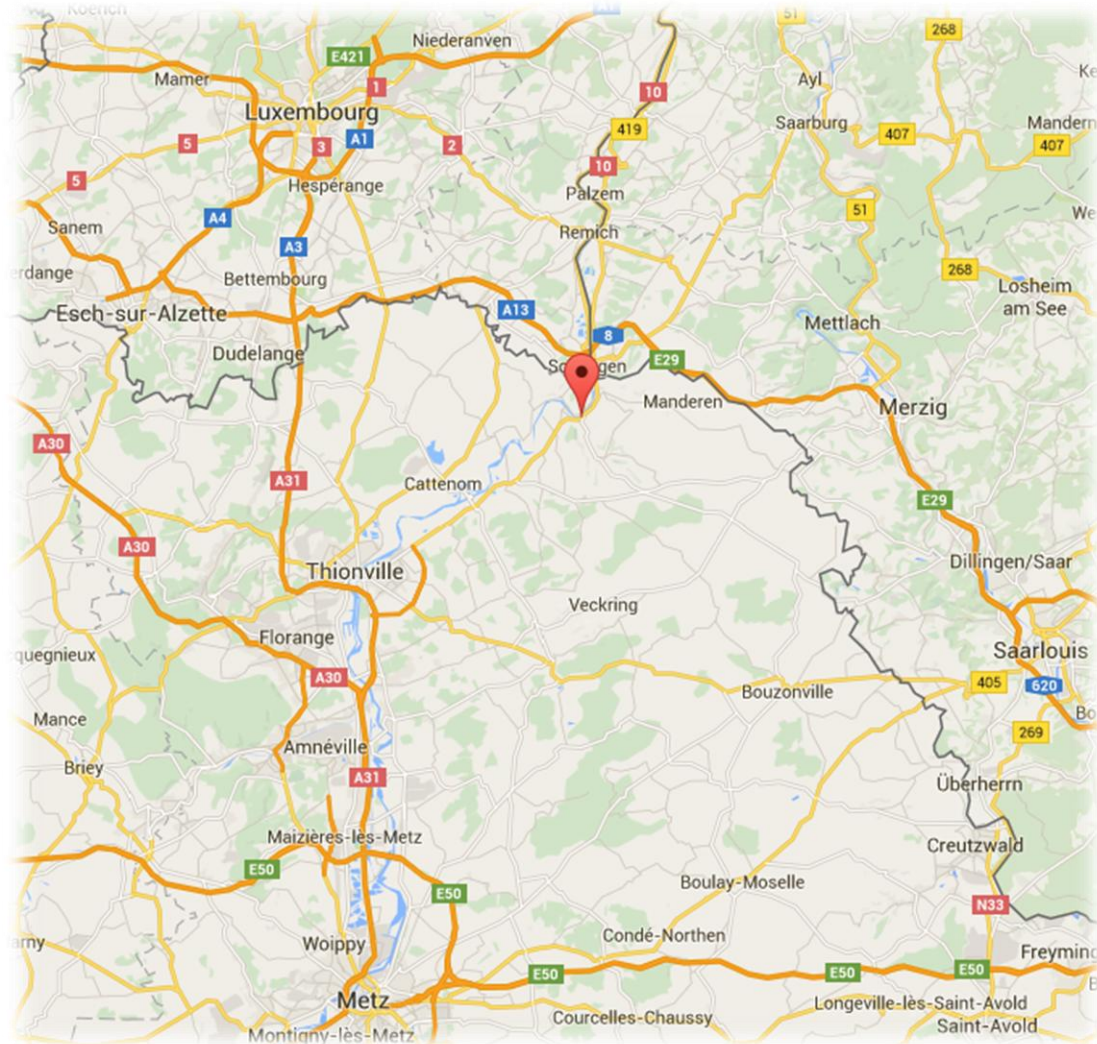 Koerich
A1
51
268
Niederanven
E421
Mamer
1
Ayl
10
Luxembourg
Saarburg
407
Mandern
419
A1
5
3
2
407
Hespérange
10
5
Palzem
51
A4
Sanem
Remich
A3
Bettembourg
268
Losheim
am See
Esch-sur-Alzette
A13
Mettlach
8
Dudelange
E29
Manderen
Merzig
A30
A31
Cattenom
E29
A30
Dillingen/Saar
Thionville
Veckring
Florange
Saarlouis
A30
405
620
Bouzonville
Mance
269
Amnéville
Briey
A31
Überherrn
Maizières-lès-Metz
Creutzwald
E50
Boulay-Moselle
E50
N33
Woippy
Condé-Northen
E50
E50
E50
Metz
Longeville-lès-Saint-Avold
Courcelles-Chaussy
Saint-Avold
Montigny-lès-Metz